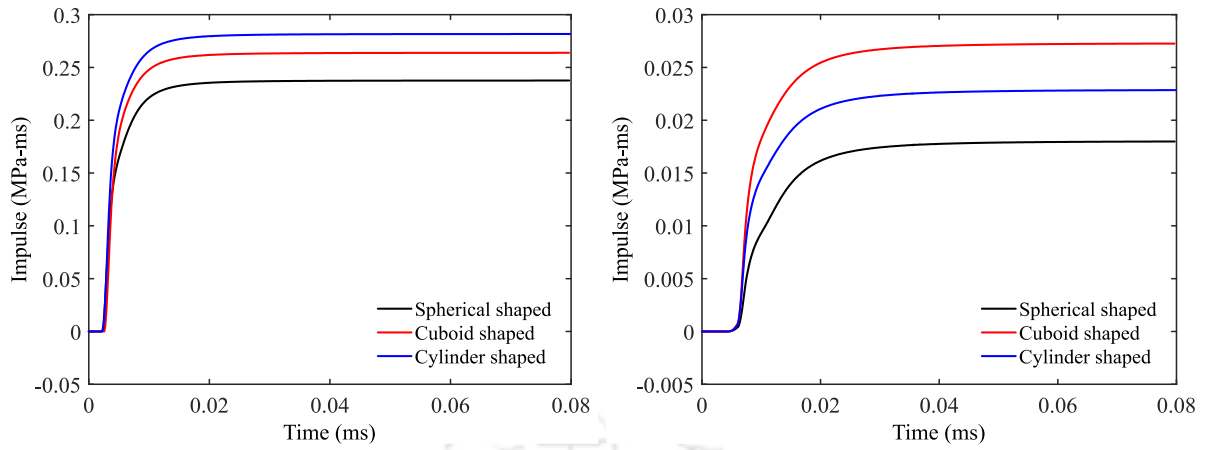 0.3
0.25
0.2
0.15
0.1
0.05
0
-0.05
Impulse (MPa-ms)
Spherical shaped
Cuboid shaped
Cylinder shaped
0 0.02 0.04 0.06 0.08
Time (ms)
0.03
0.025
0.02
0.015
0.01
0.005
0
-0.005
Impulse (MPa-ms)
Spherical shaped
Cuboid shaped
Cylinder shaped
0 0.02 0.04 0.06 0.08
Time (ms)